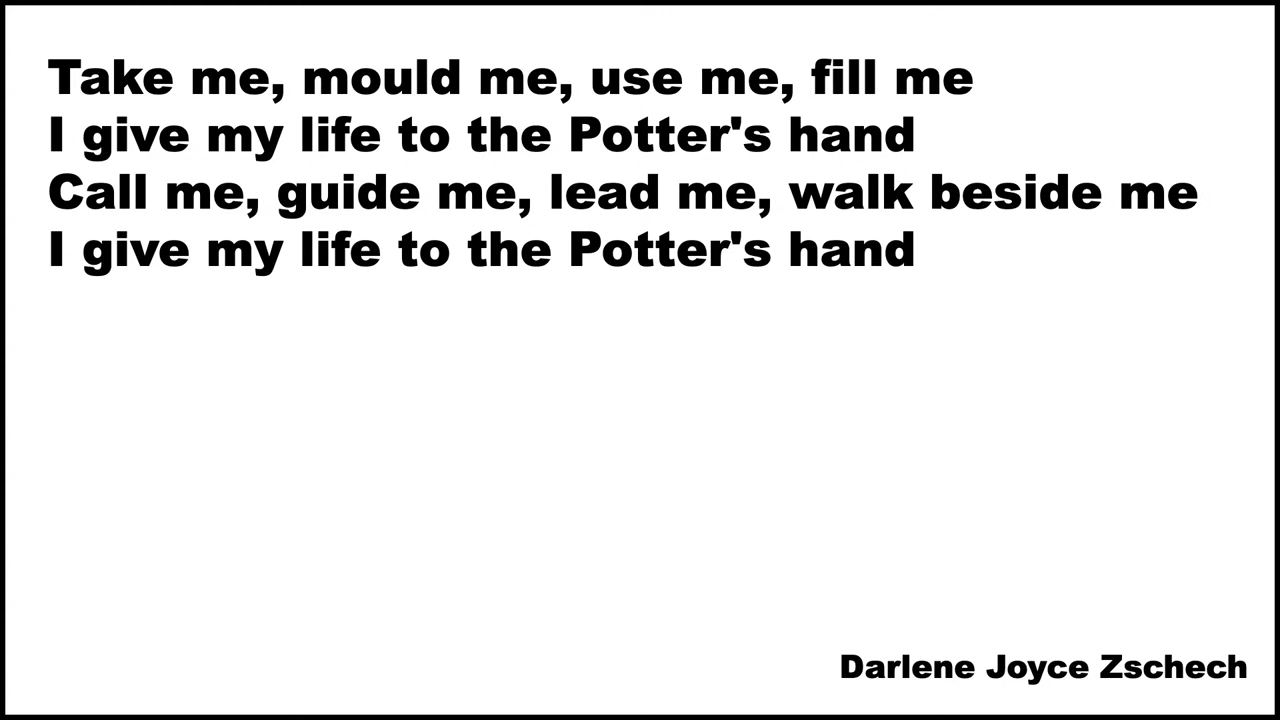 Take me, mould me, use me, fill me
I give my life to the Potter's hand
Call me, guide me, lead me, walk beside me
I give my life to the Potter's hand
Darlene Joyce Zschech